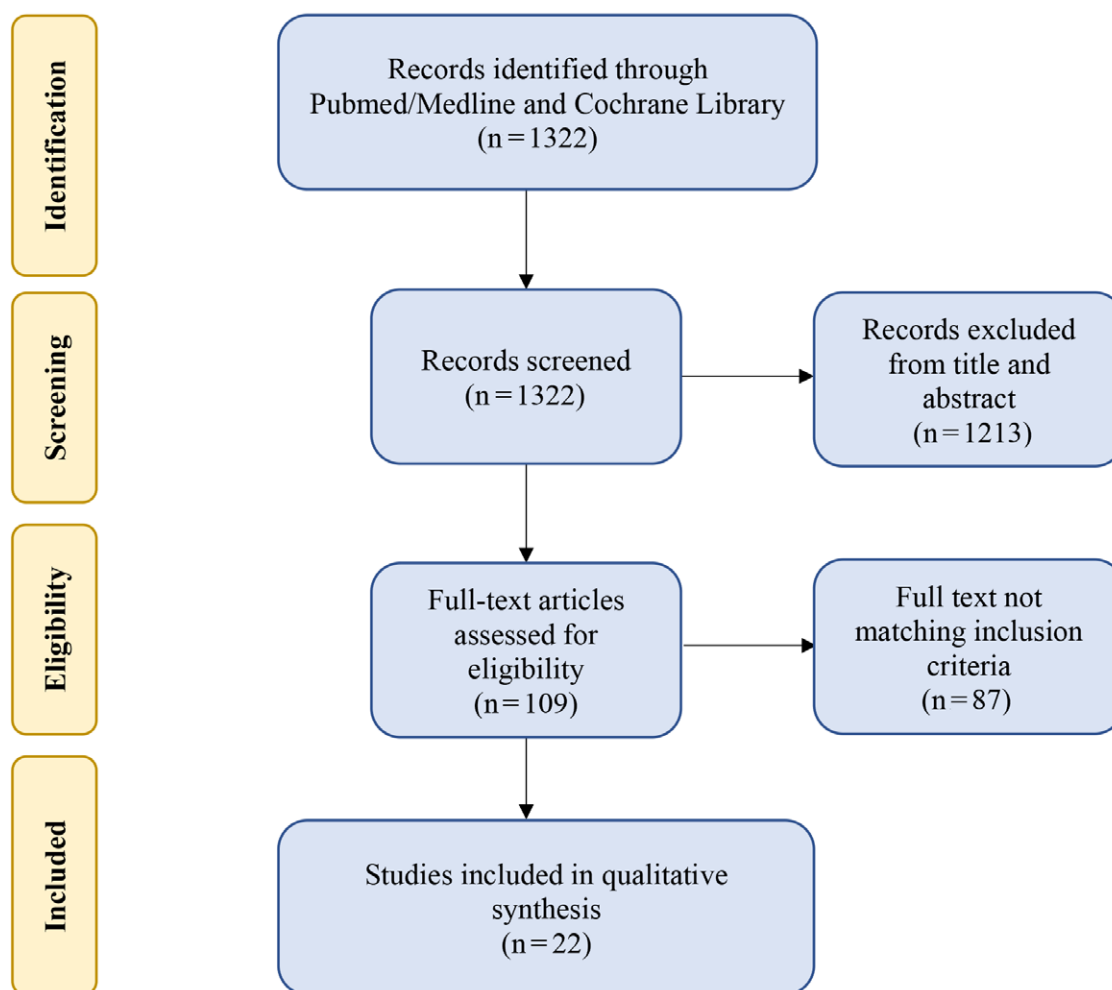 Identification
Records identified through
Pubmed/Medline and Cochrane Library
(n = 1322)
Screening
Records screened
(n = 1322)
Records excluded
from title and
abstract
(n = 1213)
Eligibility
Full-text articles
assessed for
eligibility
(n = 109)
Full text not
matching inclusion
criteria
(n = 87)
Included
Studies included in qualitative
synthesis
(n = 22)